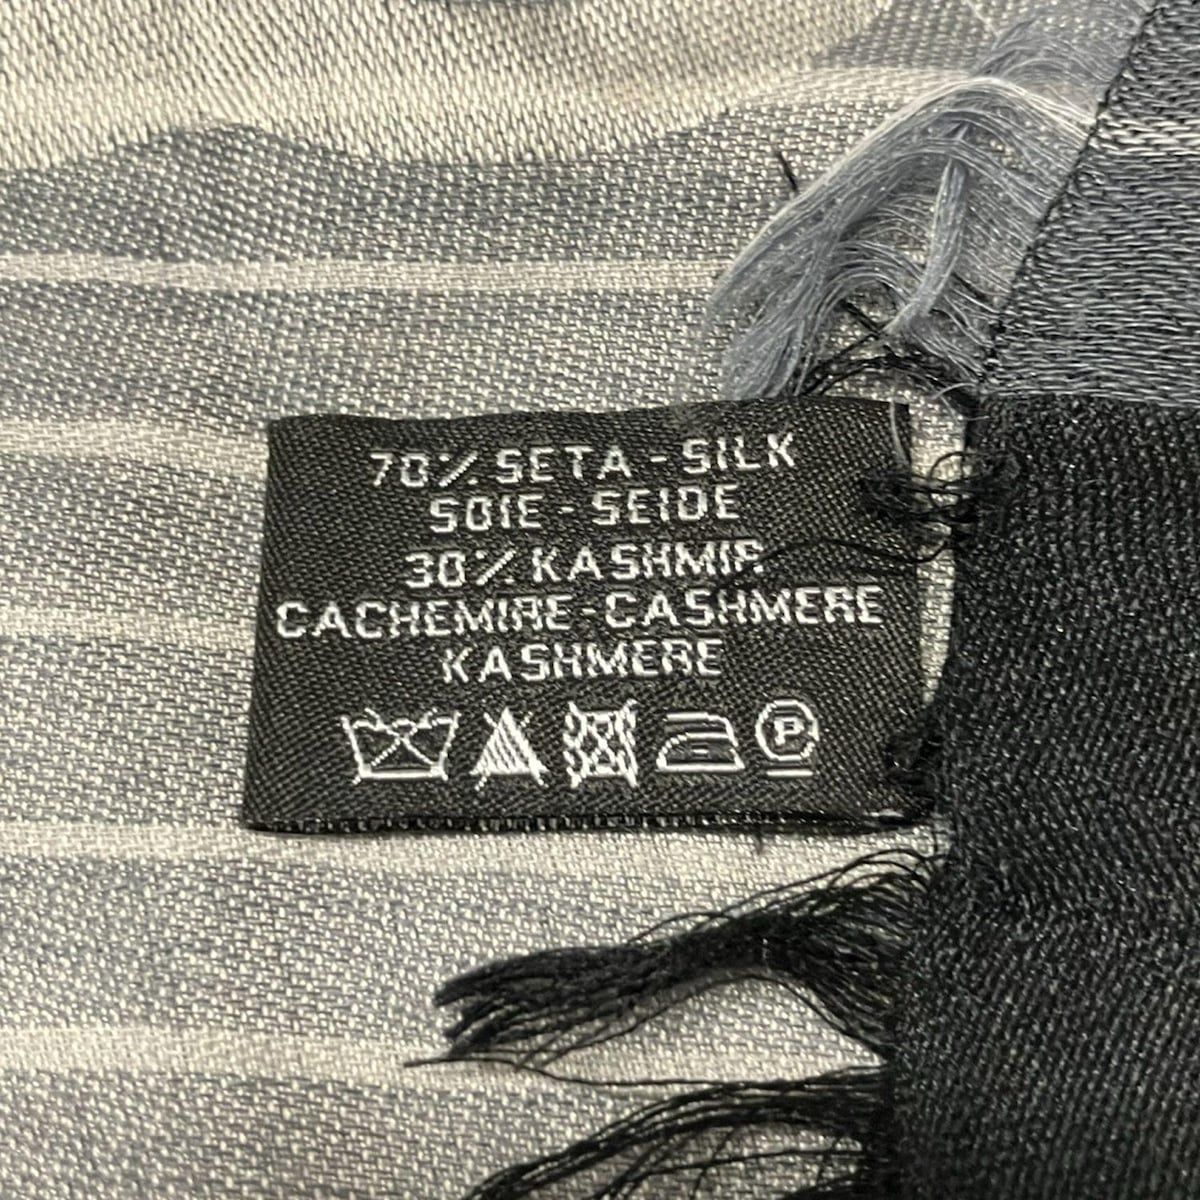 70% SETA - SILK
SOIE - SEIDE
30% KASHMIR
CACHEMIRE - CASHMERE
KASHMERE
P